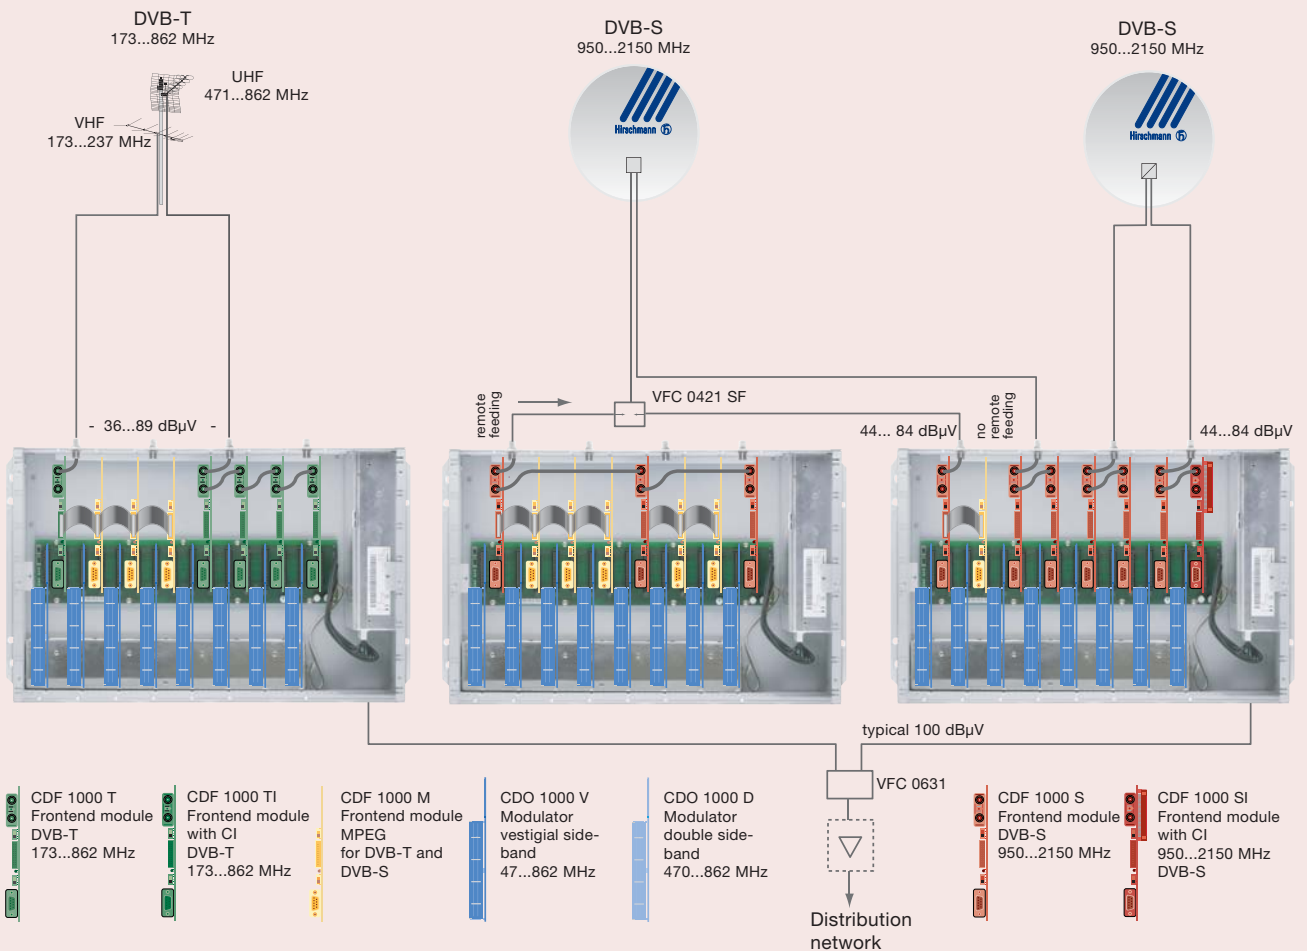 DVB-T
173...862 MHz
UHF
471...862 MHz
VHF
173...237 MHz
DVB-S
950...2150 MHz
Hirschmann
DVB-S
950...2150 MHz
Hirschmann
- 36...89 dBµV -
remote
feeding
VFC 0421 SF
44... 84 dBµV
no
remote
feeding
44...84 dBµV
typical 100 dBµV
VFC 0631
Distribution
network
CDF 1000 T
Frontend module
DVB-T
173...862 MHz
CDF 1000 TI
Frontend module
with CI
DVB-T
173...862 MHz
CDF 1000 M
Frontend module
MPEG
for DVB-T and
DVB-S
CDO 1000 V
Modulator
vestigial side-
band
47...862 MHz
CDO 1000 D
Modulator
double side-
band
470...862 MHz
CDF 1000 S
Frontend module
DVB-S
950...2150 MHz
CDF 1000 SI
Frontend module
with CI
950...2150 MHz
DVB-S